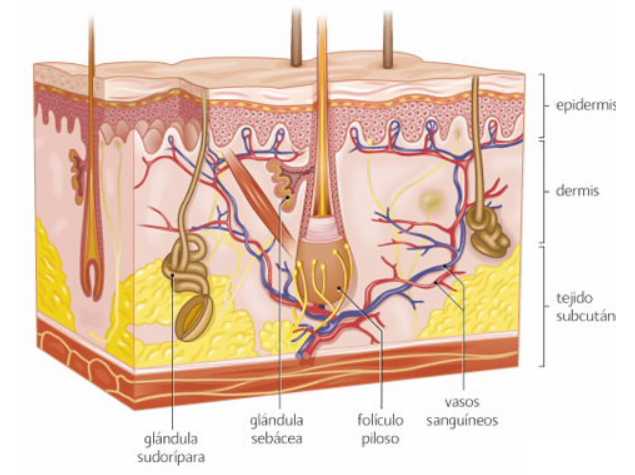 epidermis
dermis
tejido
subcután
glándula
sudorípara
glándula
sebácea
folículo
piloso
vasos
sanguíneos